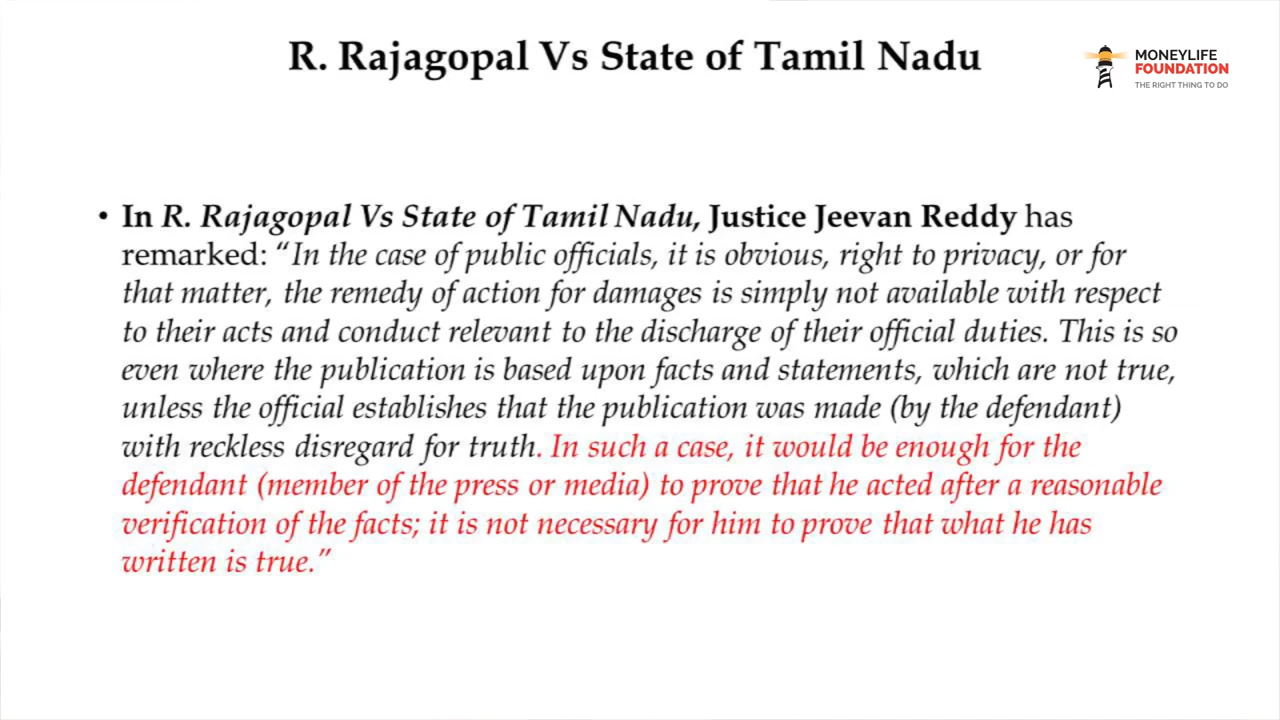 R. Rajagopal Vs State of Tamil Nadu
MONEYLIFE
FOUNDATION
THE RIGHT THING TO DO
• In R. Rajagopal Vs State of Tamil Nadu, Justice Jeevan Reddy has
remarked: “In the case of public officials, it is obvious, right to privacy, or for
that matter, the remedy of action for damages is simply not available with respect
to their acts and conduct relevant to the discharge of their official duties. This is so
even where the publication is based upon facts and statements, which are not true,
unless the official establishes that the publication was made (by the defendant)
with reckless disregard for truth. In such a case, it would be enough for the
defendant (member of the press or media) to prove that he acted after a reasonable
verification of the facts; it is not necessary for him to prove that what he has
written is true.”